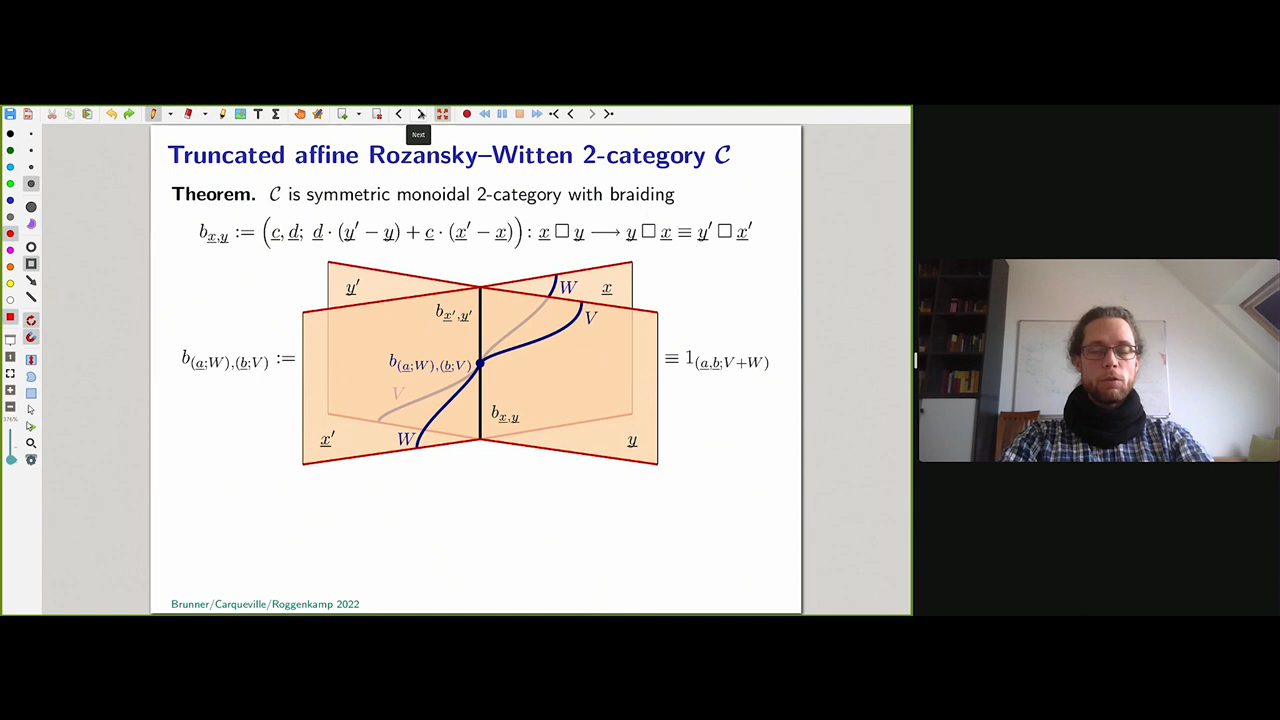 Next
Truncated affine Rozansky–Witten 2-category 𝒞
Theorem. 𝒞 is symmetric monoidal 2-category with braiding
b_{x̲,y̲} := (c̲, d̲; d̲ · (y̲′ − y̲) + c̲ · (x̲′ − x̲)): x̲ □ y̲ ⟶ y̲ □ x̲ ≡ y̲′ □ x̲′
y̲′ W x̲
b_{x̲′,y̲′} V
b_{(a̲;W),(b̲;V)} := b_{(a̲;W),(b̲;V)} ≡ 1_{(a̲,b̲;V+W)}
V
b_{x̲,y̲}
x̲′ W y̲
Brunner/Carqueville/Roggenkamp 2022